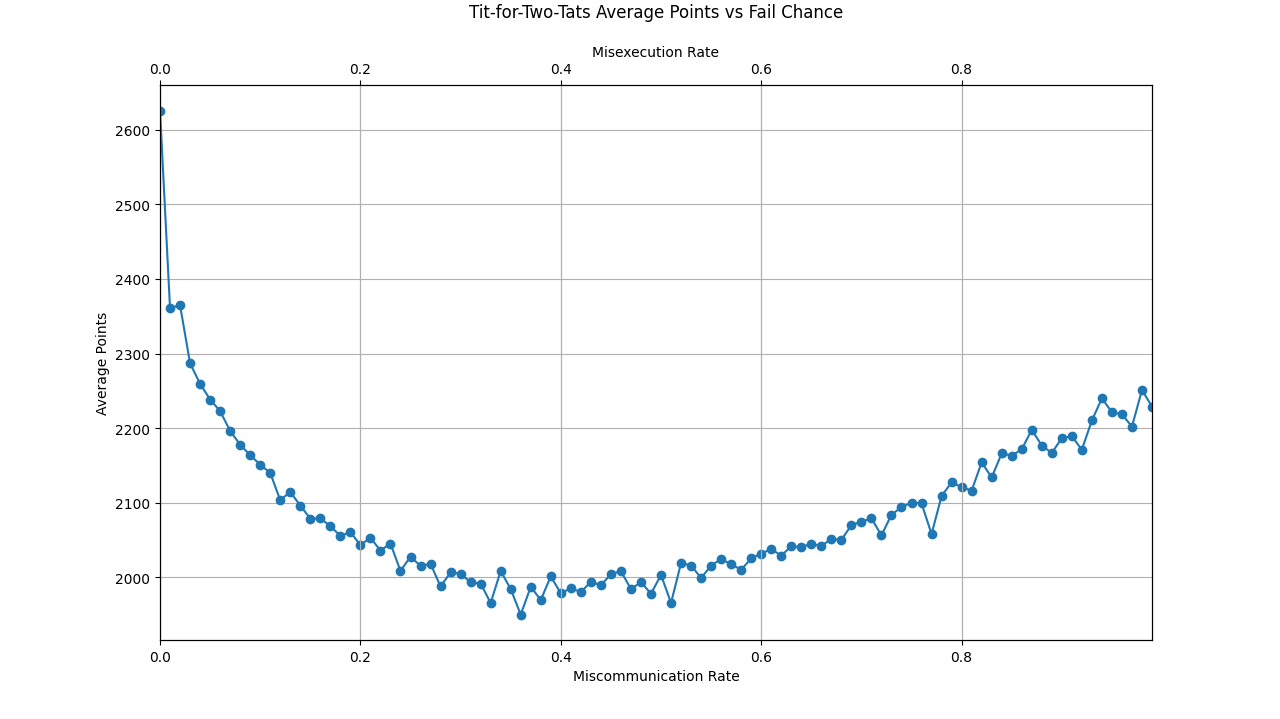 Tit-for-Two-Tats Average Points vs Fail Chance
Misexecution Rate
0.0 0.2 0.4 0.6 0.8
2600
2500
2400
2300
2200
2100
2000
Average Points
0.0 0.2 0.4 0.6 0.8
Miscommunication Rate